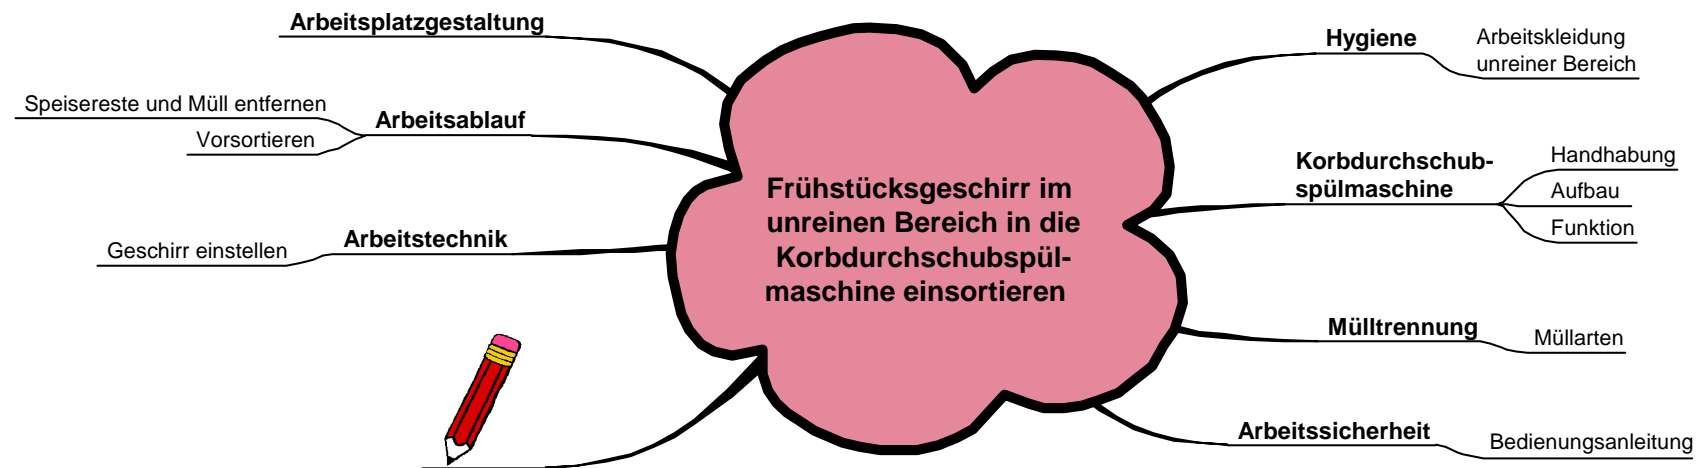 Arbeitsplatzgestaltung
Speisereste und Müll entfernen
Vorsortieren
Arbeitsablauf
Geschirr einstellen
Arbeitstechnik
Frühstücksgeschirr im
unreinen Bereich in die
Korbdurchschubspül-
maschine einsortieren
Hygiene
Arbeitskleidung
unreiner Bereich
Korbdurchschub-
spülmaschine
Handhabung
Aufbau
Funktion
Mülltrennung
Müllarten
Arbeitssicherheit
Bedienungsanleitung